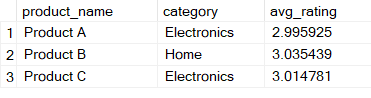 product_name category avg_rating
1 Product A Electronics 2.995925
2 Product B Home 3.035439
3 Product C Electronics 3.014781